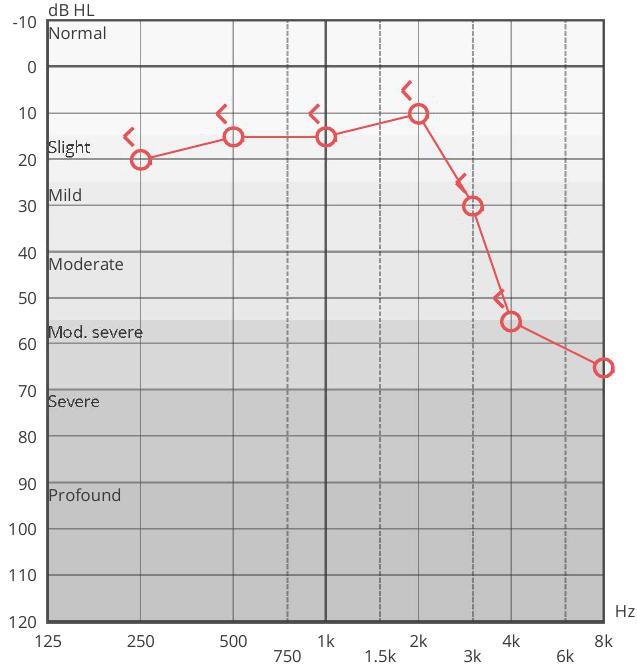 dB HL
-10
Normal
0
10
Slight
20
Mild
30
40
Moderate
50
Mod. severe
60
70
Severe
80
90
Profound
100
110
120
Hz
125 250 500 1k 2k 4k 8k
750 1.5k 3k 6k